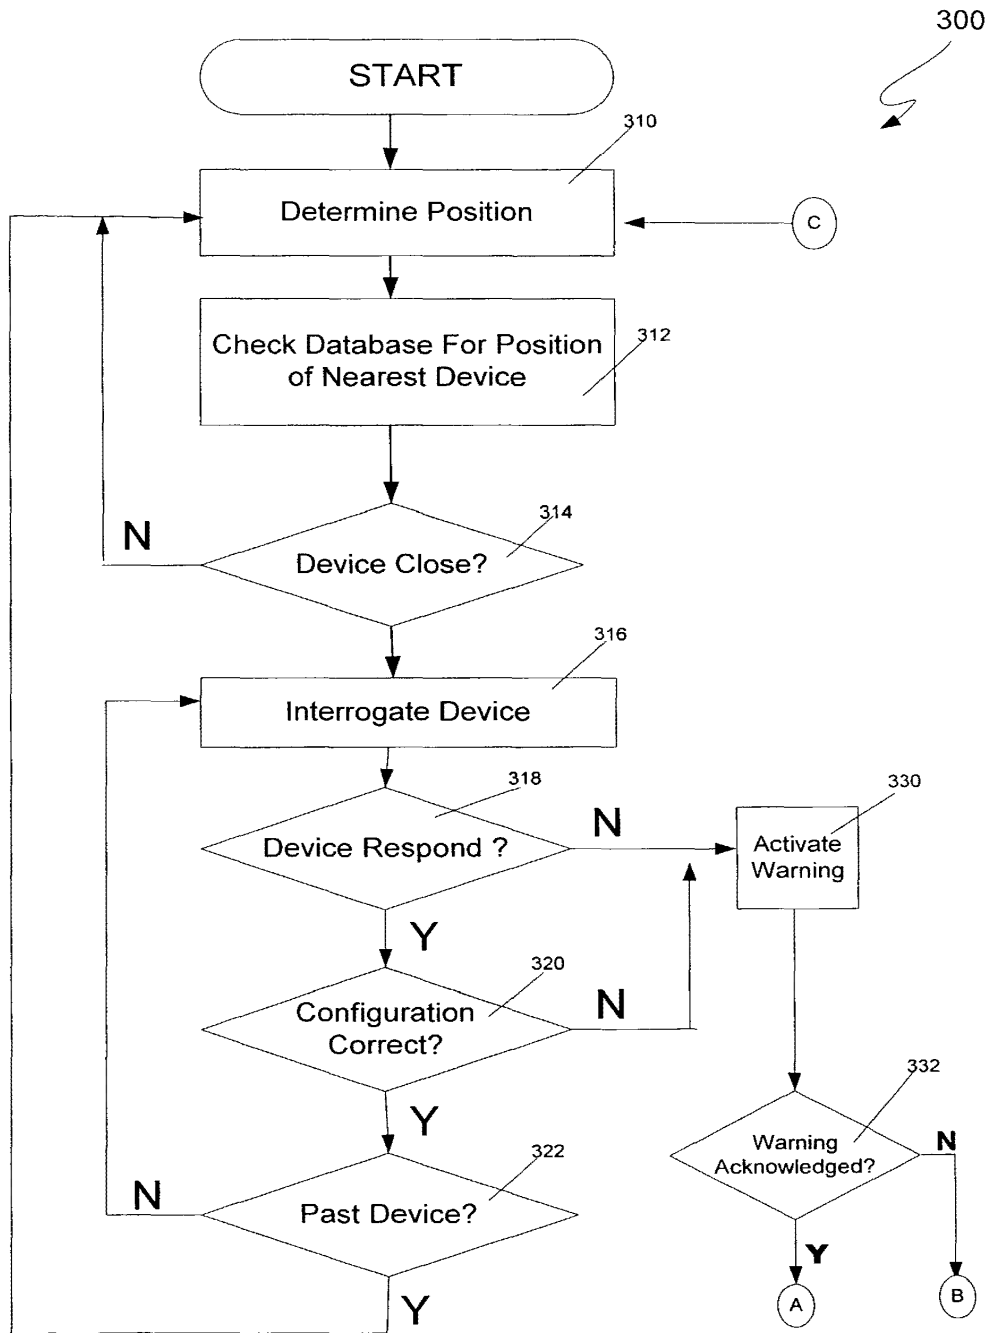 300
START
310
Determine Position
C
Check Database For Position
of Nearest Device
312
314
N
Device Close?
316
Interrogate Device
318
N
Device Respond ?
330
Activate
Warning
Y
320
N
Configuration
Correct?
Y
332
Warning
Acknowledged?
N
322
N
Past Device?
Y
Y
A
B